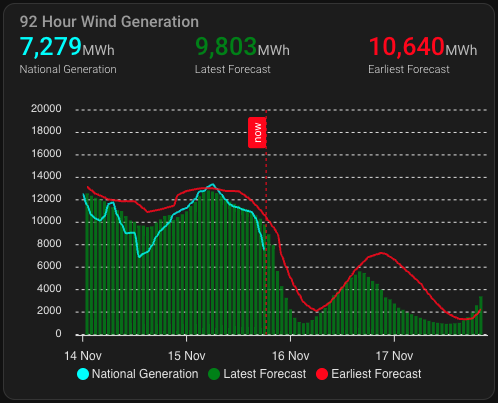 92 Hour Wind Generation
7,279MWh 9,803MWh 10,640MWh
National Generation Latest Forecast Earliest Forecast
20000
now
18000
16000
14000
12000
10000
8000
6000
4000
2000
0
14 Nov 15 Nov 16 Nov 17 Nov
National Generation Latest Forecast Earliest Forecast